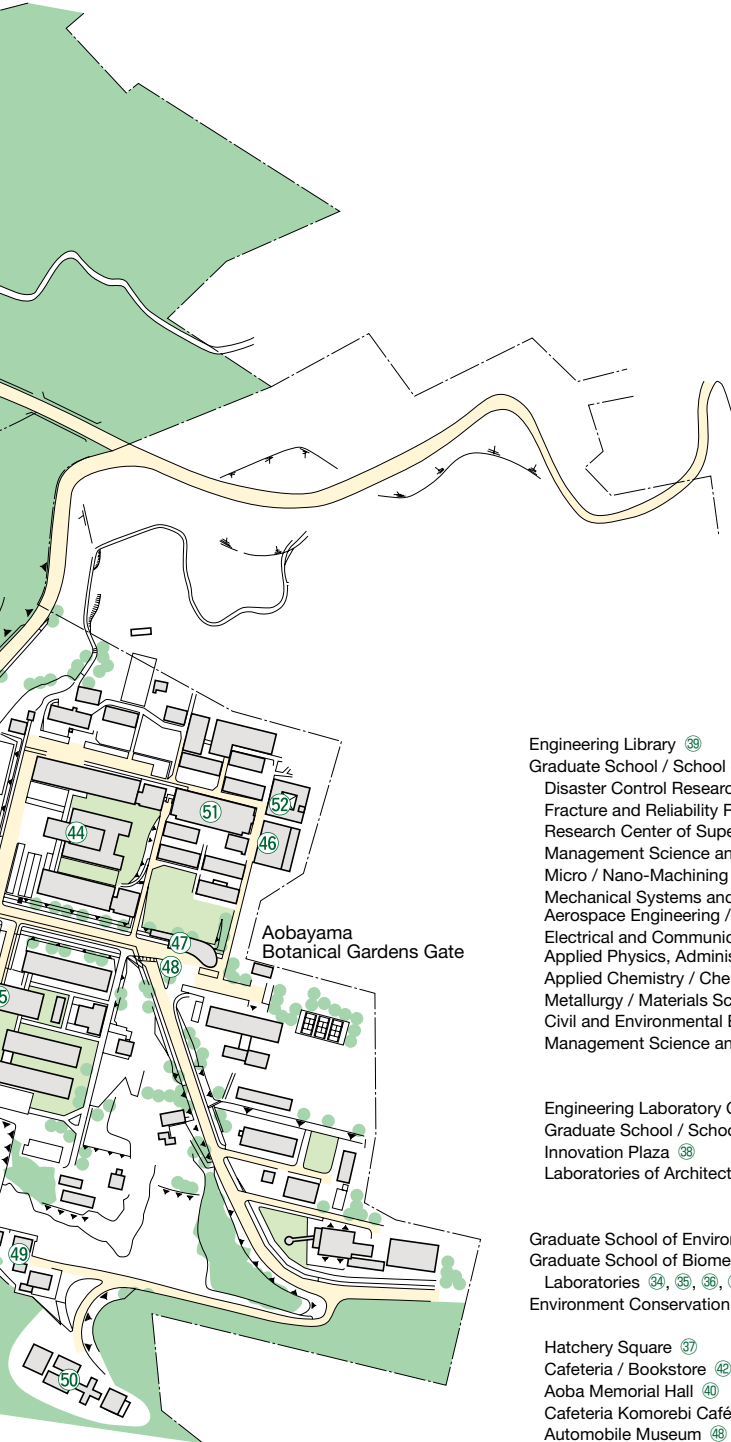 44
51
52
46
47
48
Aobayama
Botanical Gardens Gate
5
49
50
Engineering Library 39
Graduate School / School
Disaster Control Researc
Fracture and Reliability R
Research Center of Supe
Management Science an
Micro / Nano-Machining
Mechanical Systems and
Aerospace Engineering /
Electrical and Communic
Applied Physics, Adminis
Applied Chemistry / Che
Metallurgy / Materials Sc
Civil and Environmental E
Management Science an
Engineering Laboratory C
Graduate School / Schoo
Innovation Plaza 38
Laboratories of Architect
Graduate School of Enviror
Graduate School of Biome
Laboratories 34, 35, 36,
Environment Conservation
Hatchery Square 37
Cafeteria / Bookstore 42
Aoba Memorial Hall 40
Cafeteria Komorebi Café
Automobile Museum 48